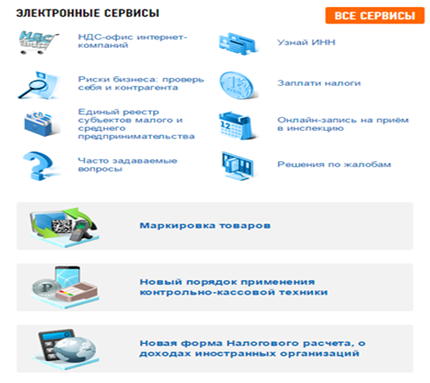 ЭЛЕКТРОННЫЕ СЕРВИСЫ
ВСЕ СЕРВИСЫ
НДС-офис интернет-
компаний
Узнай ИНН
Риски бизнеса: проверь
себя и контрагента
Заплати налоги
Единый реестр
субъектов малого и
среднего
предпринимательства
Онлайн-запись на приём
в инспекцию
Часто задаваемые
вопросы
Решения по жалобам
Маркировка товаров
Новый порядок применения
контрольно-кассовой техники
Новая форма Налогового расчета, о
доходах иностранных организаций
НДС
12